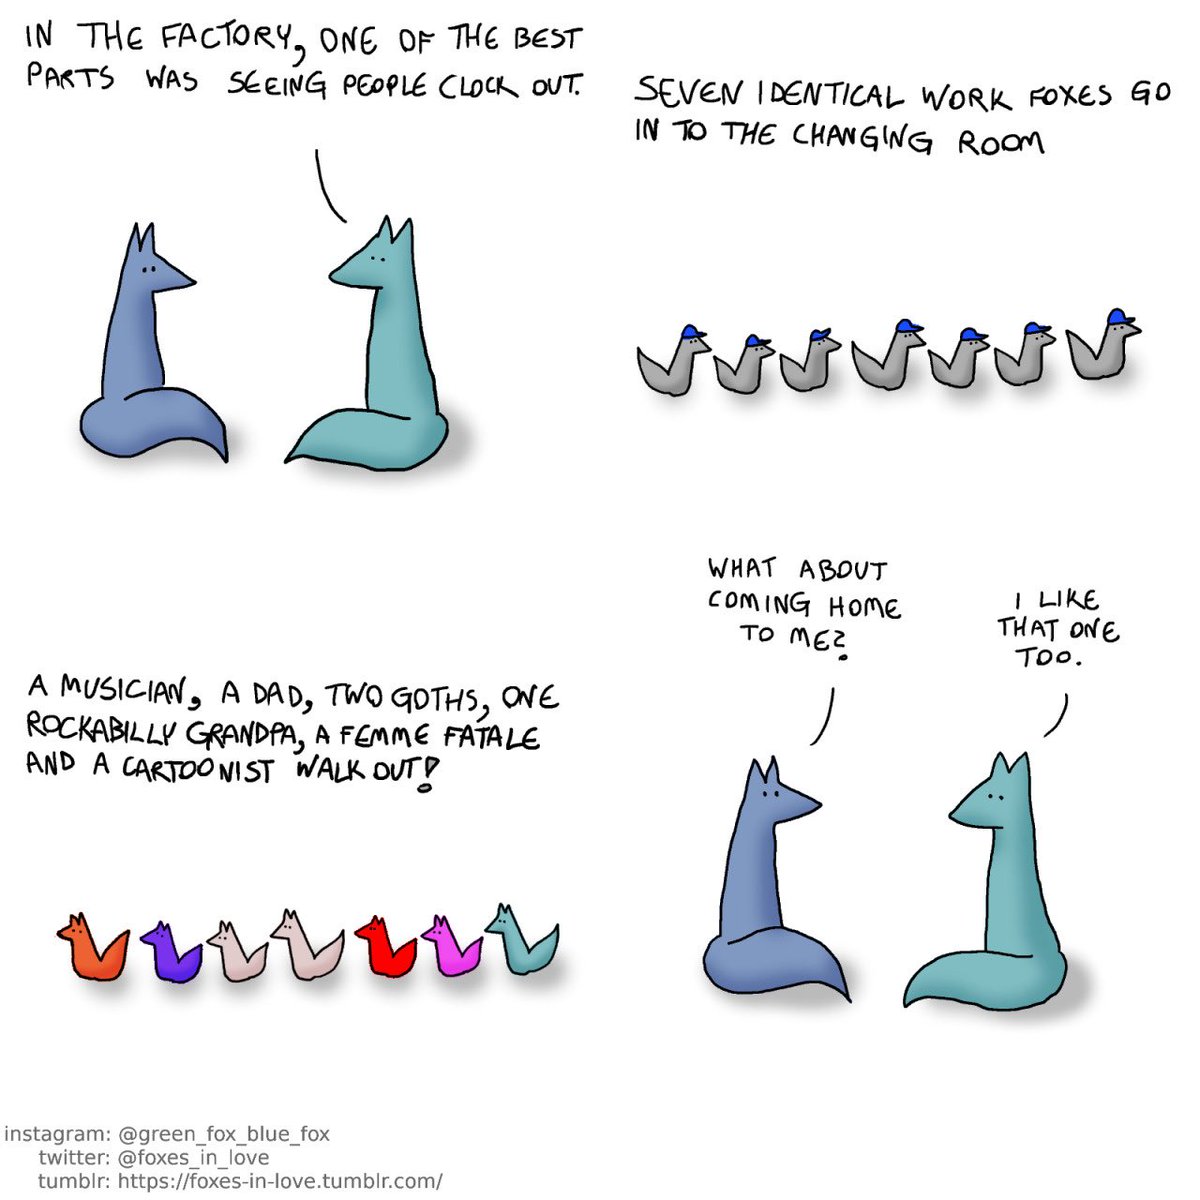 IN THE FACTORY, ONE OF THE BEST
PARTS WAS SEEING PEOPLE CLOCK OUT.
SEVEN IDENTICAL WORK FOXES GO
IN TO THE CHANGING ROOM
A MUSICIAN, A DAD, TWO GOTHS, ONE
ROCKABILLY GRANDPA, A FEMME FATALE
AND A CARTOONIST WALK OUT!
WHAT ABOUT
COMING HOME
TO ME?
I LIKE
THAT ONE
TOO.
instagram: @green_fox_blue_fox
twitter: @foxes_in_love
tumblr: https://foxes-in-love.tumblr.com/